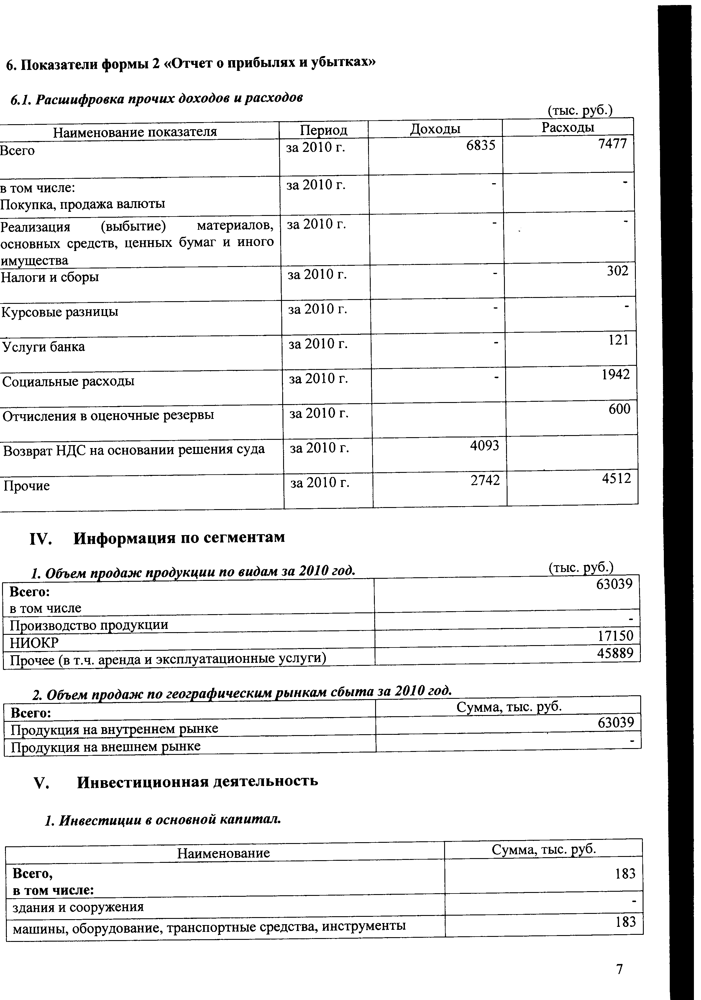 6. Показатели формы 2 «Отчет о прибылях и убытках»
6.1. Расшифровка прочих доходов и расходов
(тыс. руб.)
Наименование показателя Период Доходы Расходы
Всего за 2010 г. 6835 7477
в том числе: за 2010 г. - -
Покупка, продажа валюты
Реализация (выбытие) материалов, за 2010 г. - -
основных средств, ценных бумаг и иного
имущества
Налоги и сборы за 2010 г. - 302
Курсовые разницы за 2010 г. - -
Услуги банка за 2010 г. - 121
Социальные расходы за 2010 г. - 1942
Отчисления в оценочные резервы за 2010 г. 600
Возврат НДС на основании решения суда за 2010 г. 4093
Прочие за 2010 г. 2742 4512
IV. Информация по сегментам
1. Объем продаж продукции по видам за 2010 год. (тыс. руб.)
Всего: 63039
в том числе
Производство продукции -
НИОКР 17150
Прочее (в т.ч. аренда и эксплуатационные услуги) 45889
2. Объем продаж по географическим рынкам сбыта за 2010 год.
Всего: Сумма, тыс. руб.
Продукция на внутреннем рынке 63039
Продукция на внешнем рынке -
V. Инвестиционная деятельность
1. Инвестиции в основной капитал.
Наименование Сумма, тыс. руб.
Всего, 183
в том числе:
здания и сооружения -
машины, оборудование, транспортные средства, инструменты 183
7